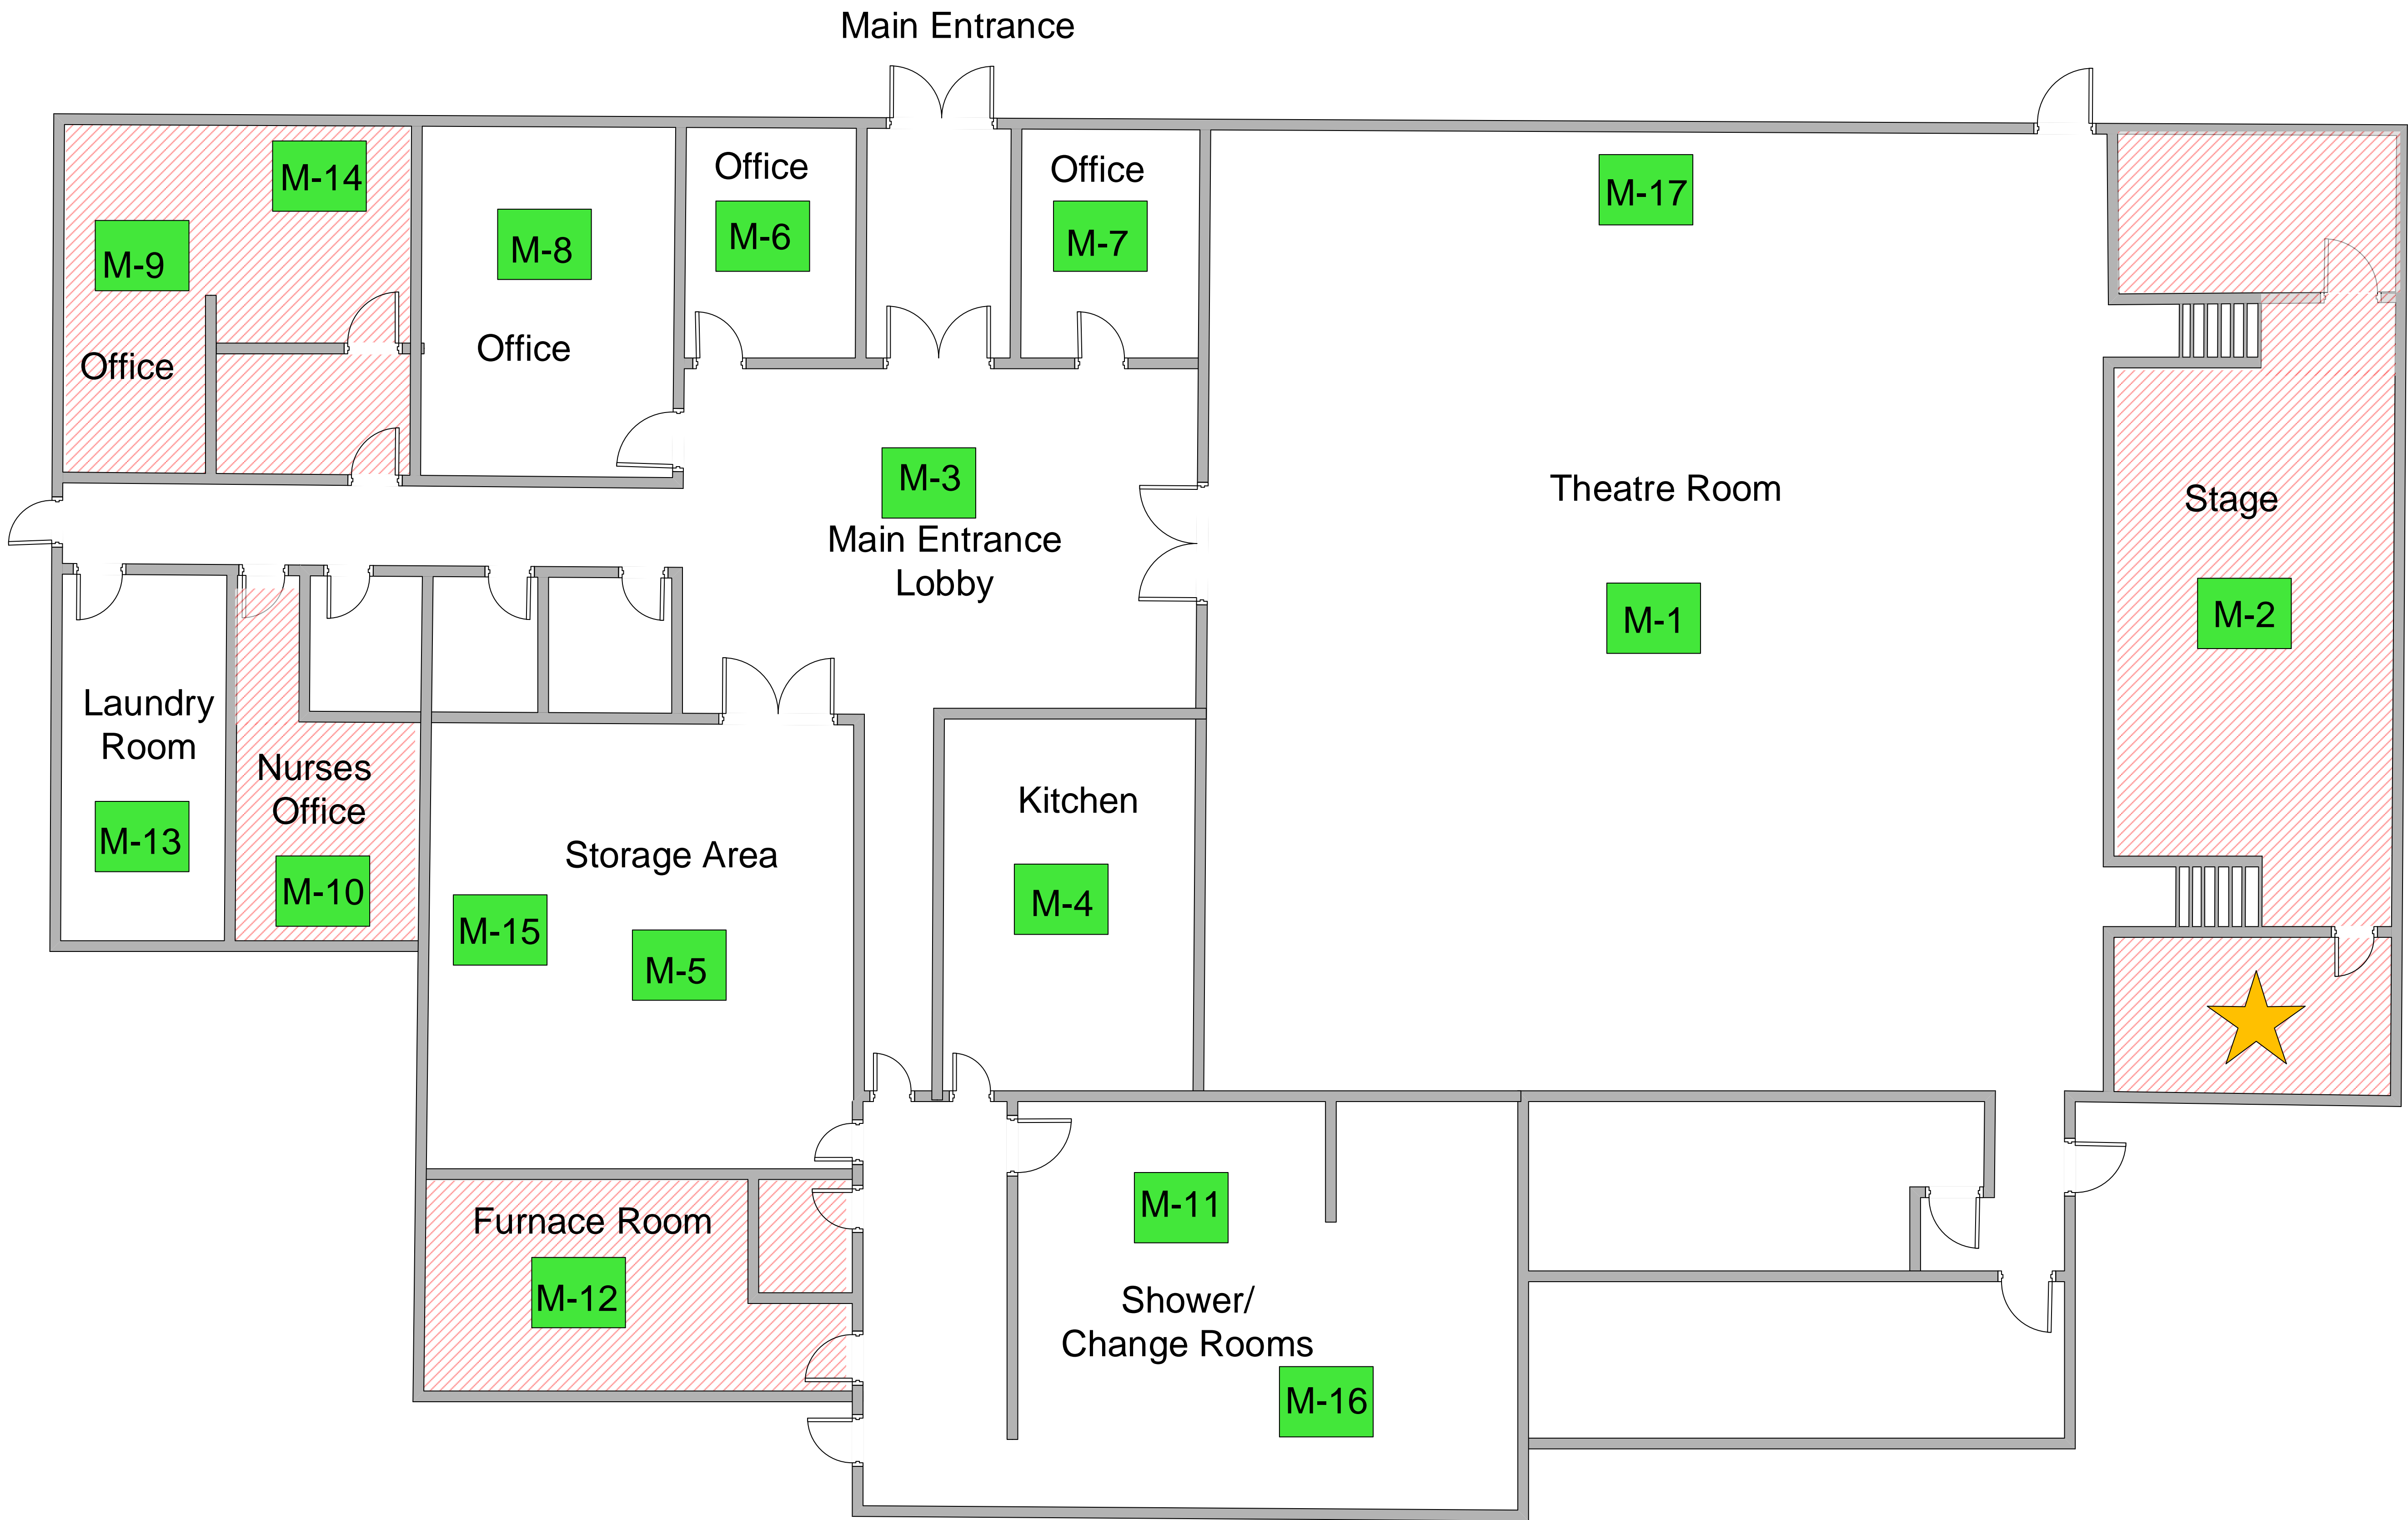 Main Entrance
M-14
M-9
Office
M-8
Office
Office
M-6
Office
M-7
M-17
M-3
Main Entrance
Lobby
Theatre Room
M-1
Stage
M-2
Laundry
Room
M-13
Nurses
Office
M-10
Storage Area
M-15
M-5
Kitchen
M-4
Furnace Room
M-12
M-11
Shower/
Change Rooms
M-16